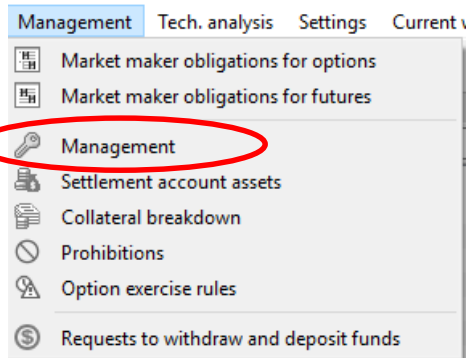 Management Tech. analysis Settings Current
Market maker obligations for options
Market maker obligations for futures
Management
Settlement account assets
Collateral breakdown
Prohibitions
Option exercise rules
Requests to withdraw and deposit funds